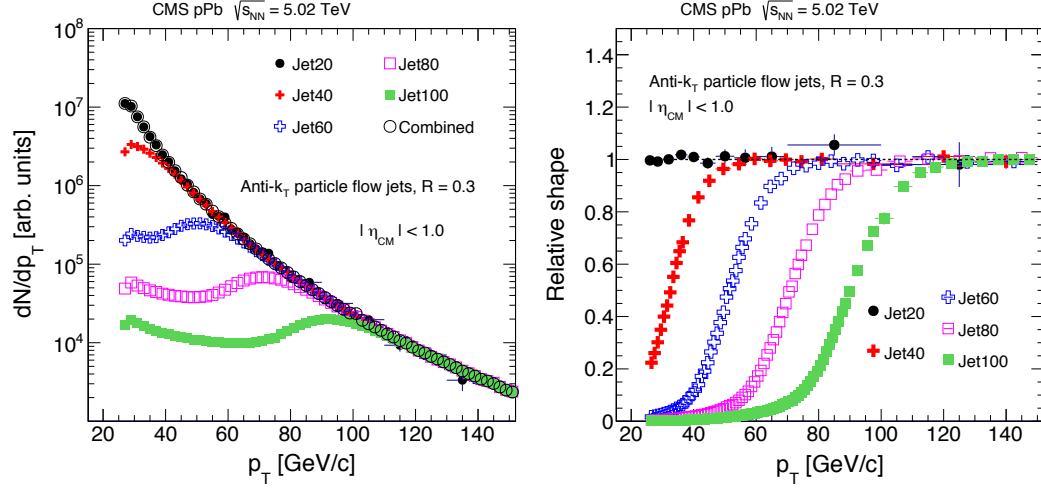 CMS pPb √s_NN = 5.02 TeV
10^8
10^7
10^6
10^5
10^4
dN/dp_T [arb. units]
Jet20
Jet40
Jet60
Jet80
Jet100
Combined
Anti-k_T particle flow jets, R = 0.3
| η_CM | < 1.0
20 40 60 80 100 120 140
p_T [GeV/c]
CMS pPb √s_NN = 5.02 TeV
1.4
1.2
1
0.8
0.6
0.4
0.2
0
Relative shape
Anti-k_T particle flow jets, R = 0.3
| η_CM | < 1.0
Jet20
Jet40
Jet60
Jet80
Jet100
20 40 60 80 100 120 140
p_T [GeV/c]